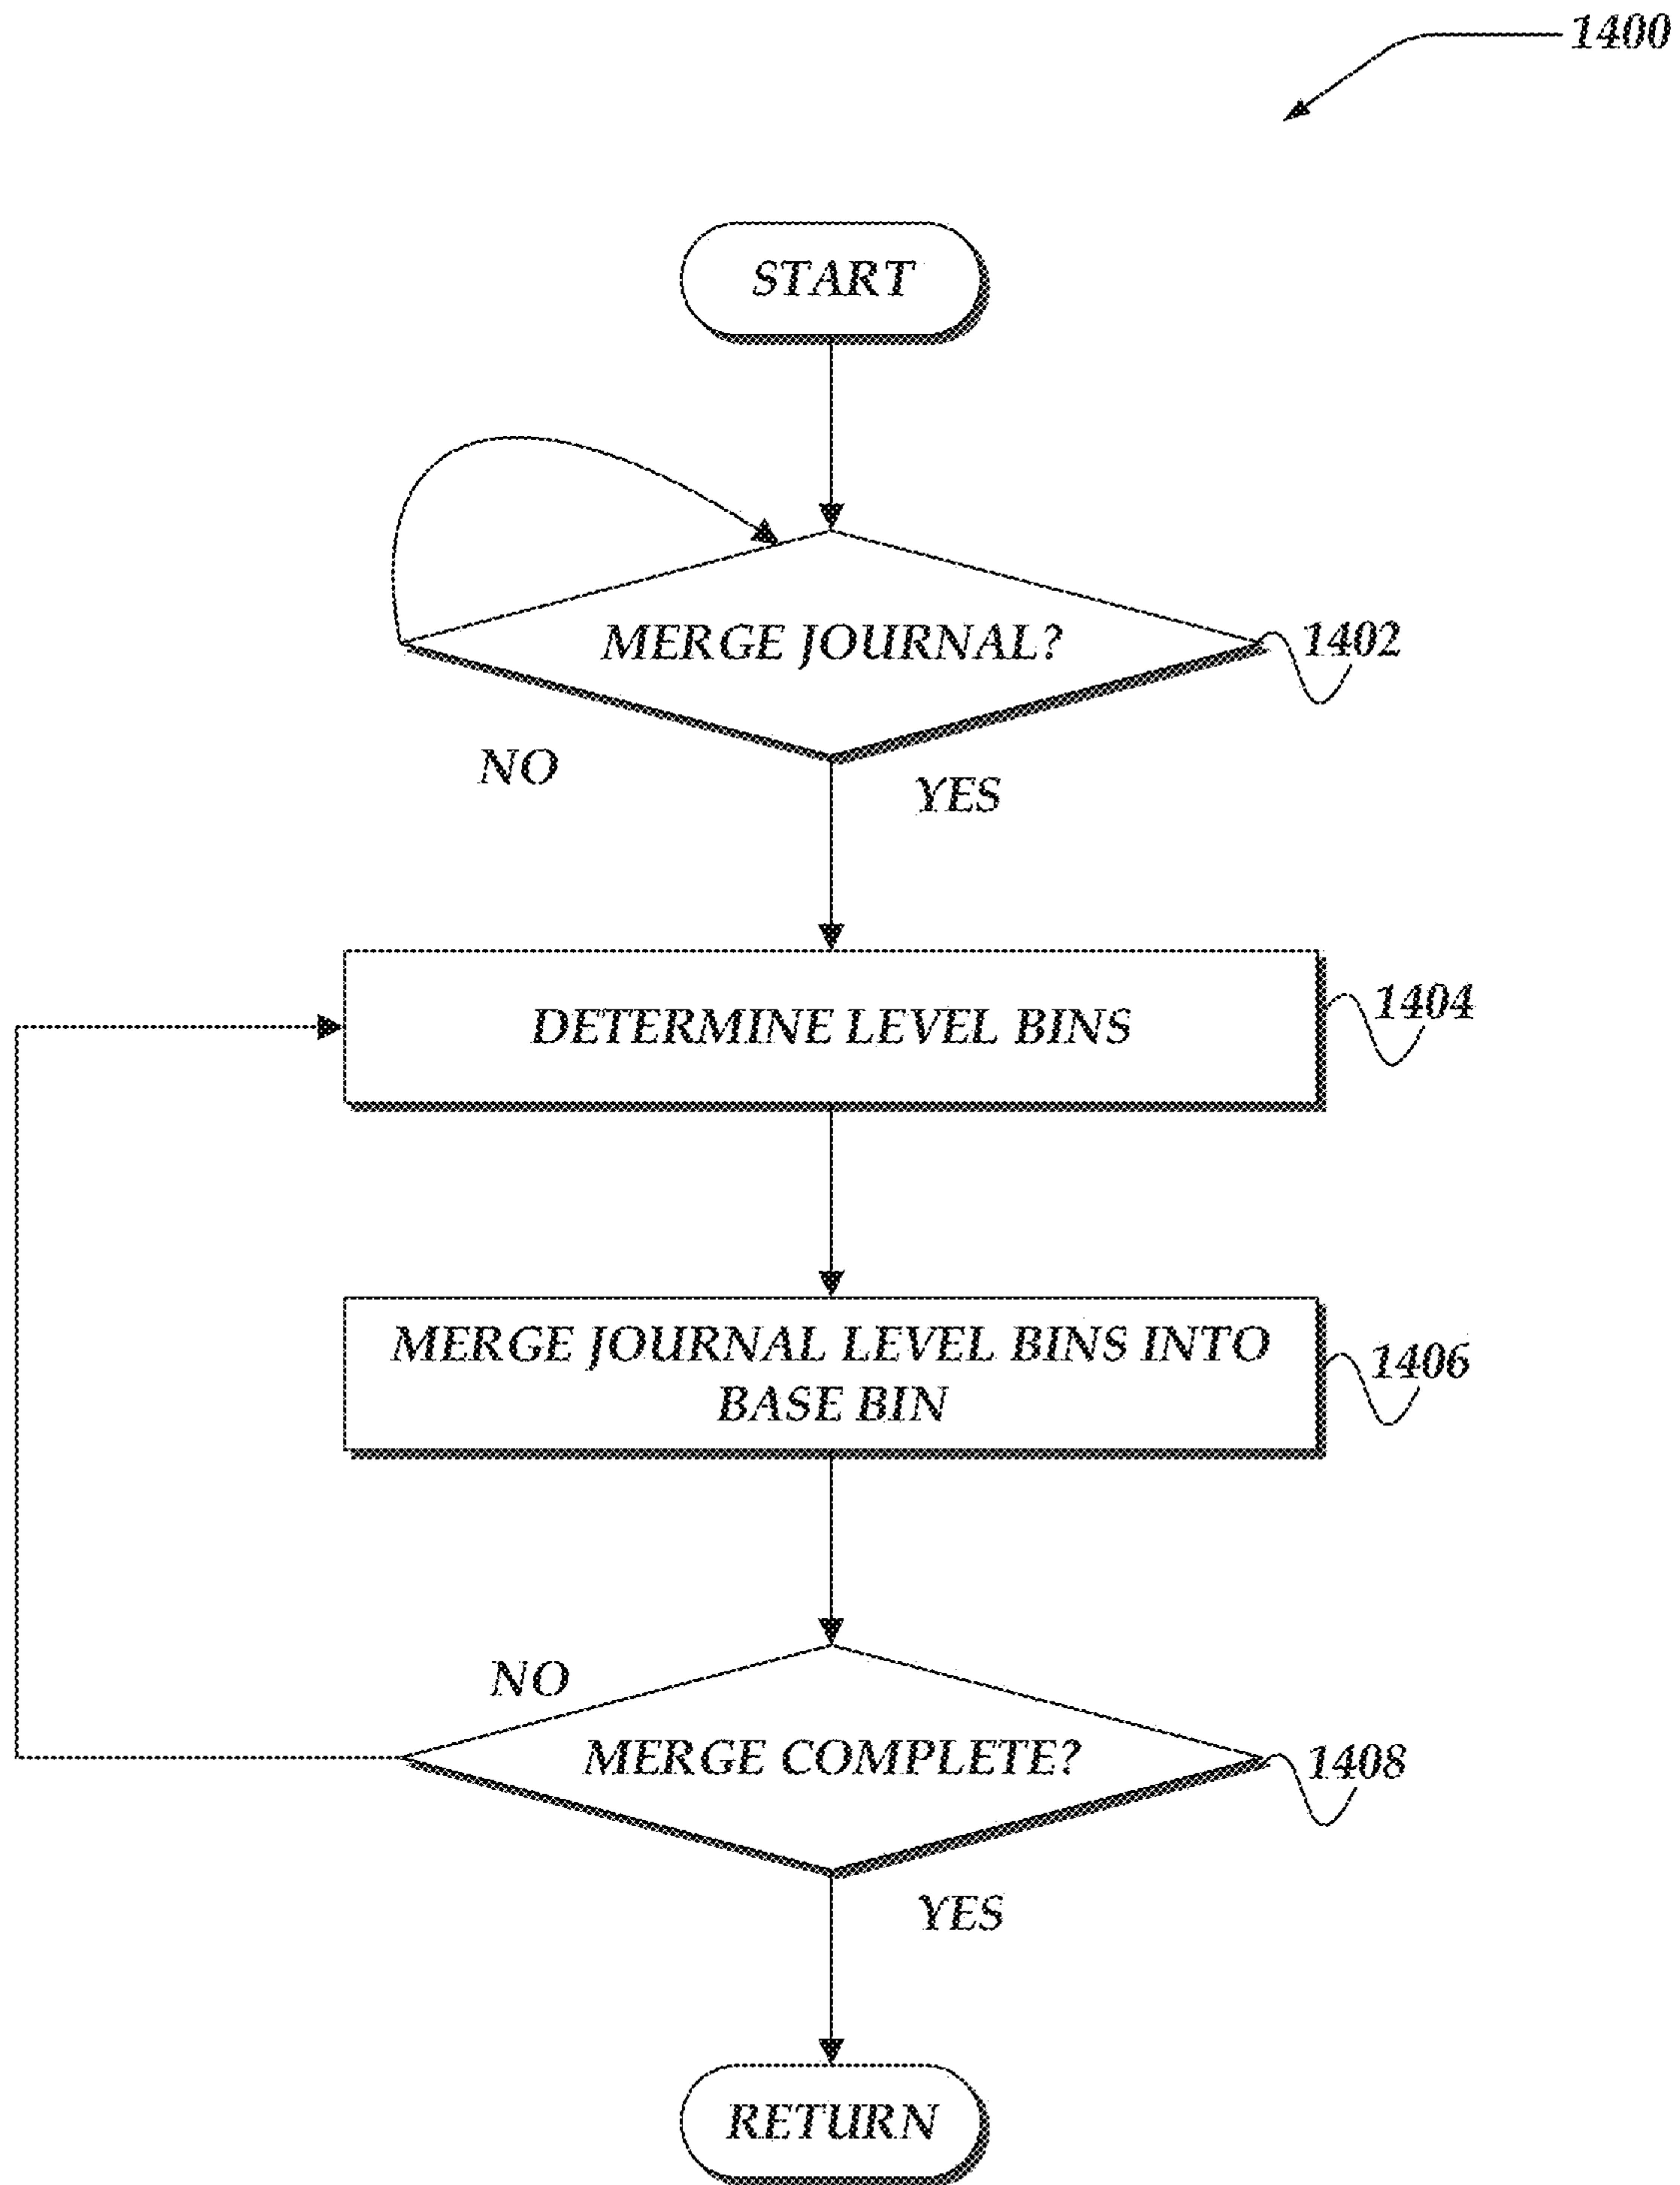 1400
START
MERGE JOURNAL?
1402
NO
YES
DETERMINE LEVEL BINS
1404
MERGE JOURNAL LEVEL BINS INTO
BASE BIN
1406
NO
MERGE COMPLETE?
1408
YES
RETURN